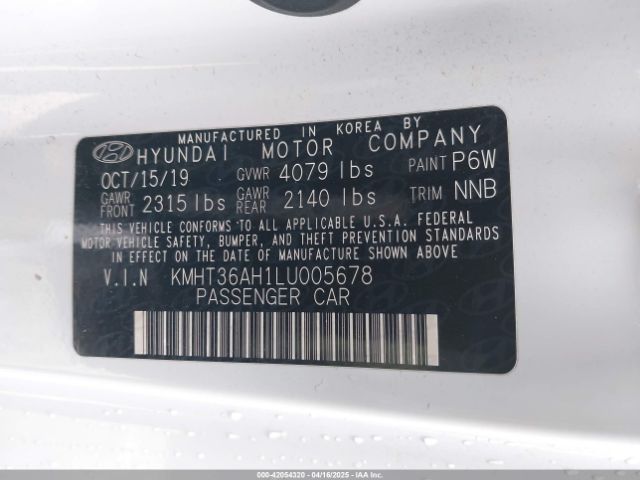 MANUFACTURED IN KOREA BY
HYUNDAI MOTOR COMPANY
OCT/15/19 GVWR 4079 lbs PAINT P6W
GAWR FRONT 2315 lbs GAWR REAR 2140 lbs TRIM NNB
THIS VEHICLE CONFORMS TO ALL APPLICABLE U.S.A. FEDERAL
MOTOR VEHICLE SAFETY, BUMPER, AND THEFT PREVENTION
STANDARDS IN EFFECT ON THE DATE OF MANUFACTURE SHOWN ABOVE
V.I.N KMHT36AH1LU005678
PASSENGER CAR
000-42054320 - 04/16/2025 - IAA Inc.